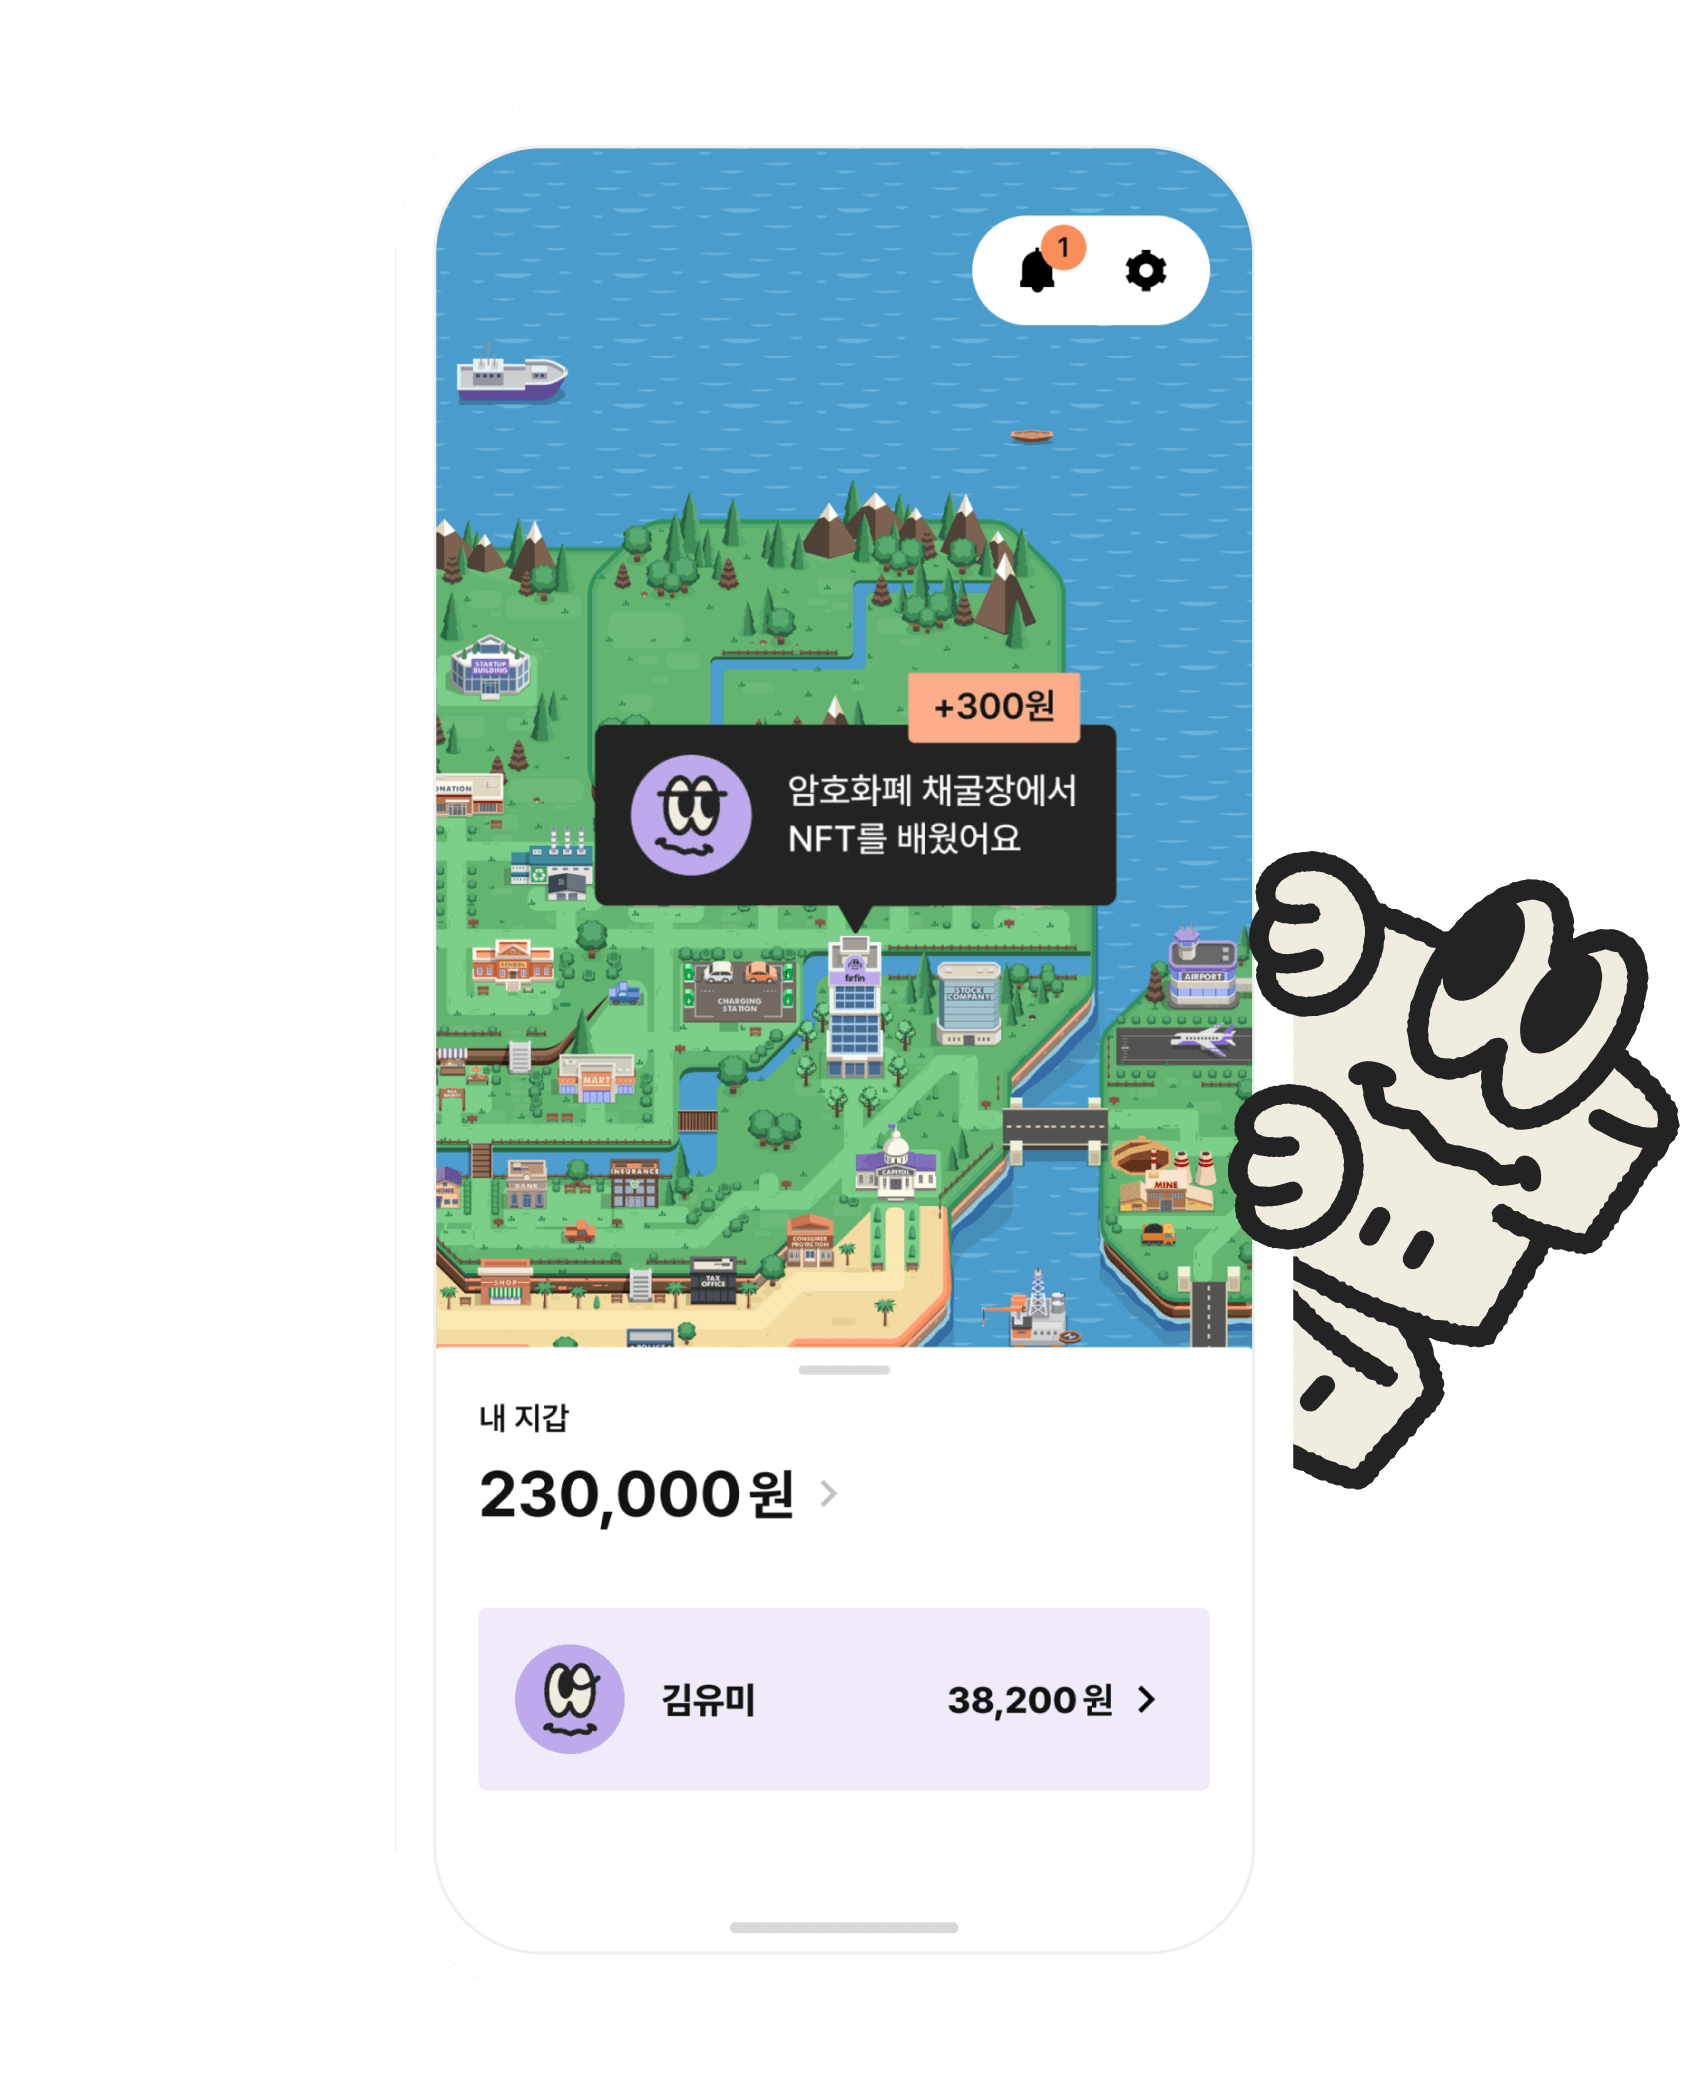 1
STARTUP
BUILDING
+300원
암호화폐 채굴장에서
NFT를 배웠어요
SCHOOL
CHARGING
STATION
firfin
STOCK
COMPANY
AIRPORT
MART
CAPITOL
MINE
HOME
BANK
INSURANCE
CONSUMER
PROTECTION
SHOP
TAX
OFFICE
내 지갑
230,000원
김유미
38,200원